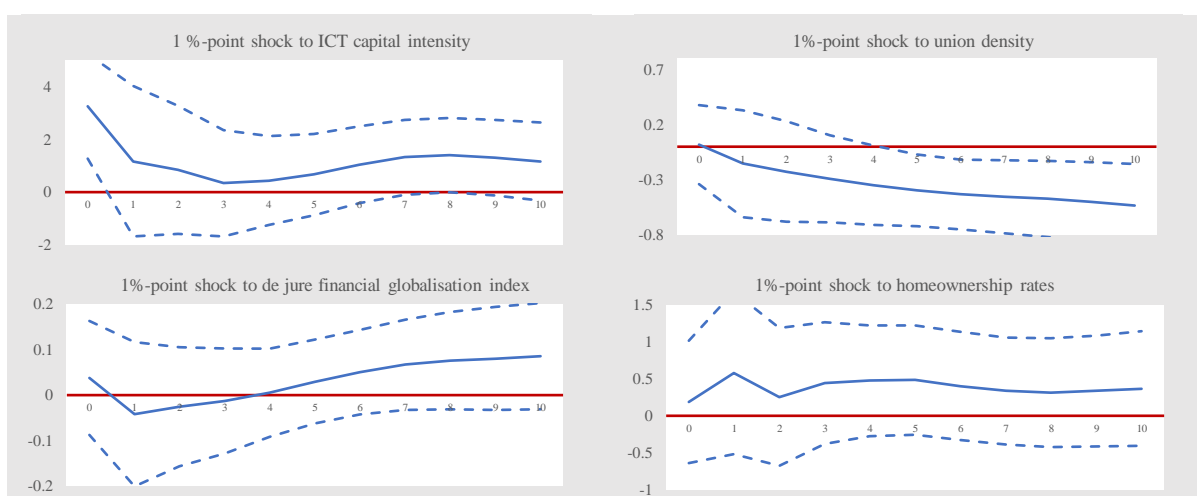 1 %-point shock to ICT capital intensity
4
2
0
-2
0 1 2 3 4 5 6 7 8 9 10
1%-point shock to union density
0.7
0.2
-0.3
-0.8
0 1 2 3 4 5 6 7 8 9 10
1%-point shock to de jure financial globalisation index
0.2
0.1
0
-0.1
-0.2
0 1 2 3 4 5 6 7 8 9 10
1%-point shock to homeownership rates
1.5
1
0.5
0
-0.5
-1
0 1 2 3 4 5 6 7 8 9 10